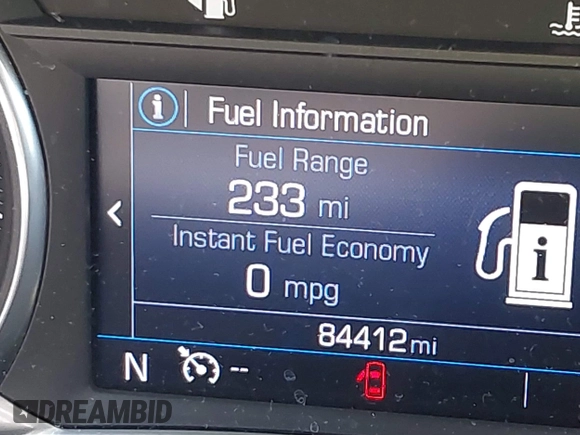 Fuel Information
Fuel Range
233 mi
Instant Fuel Economy
0 mpg
84412 mi
N --
DREAMBID